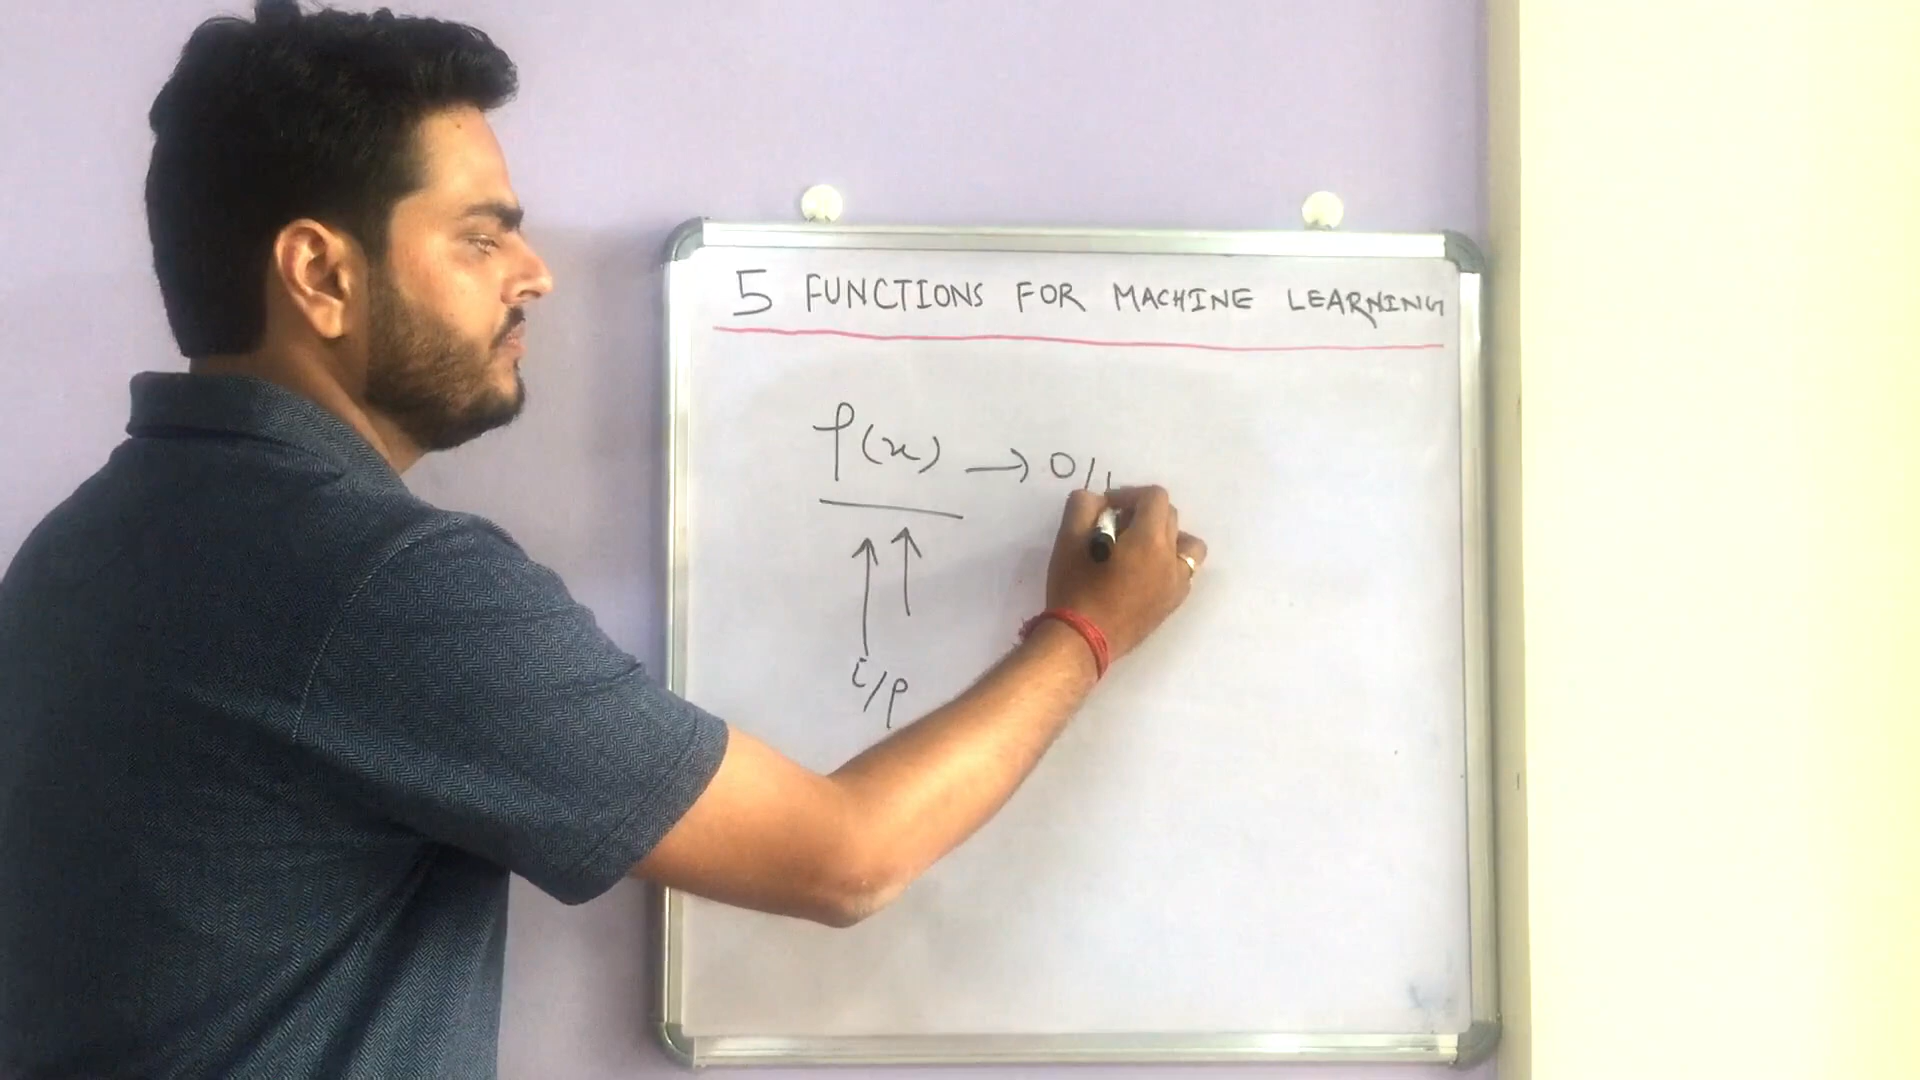 5 FUNCTIONS FOR MACHINE LEARNING
f(x) → O/
i/p